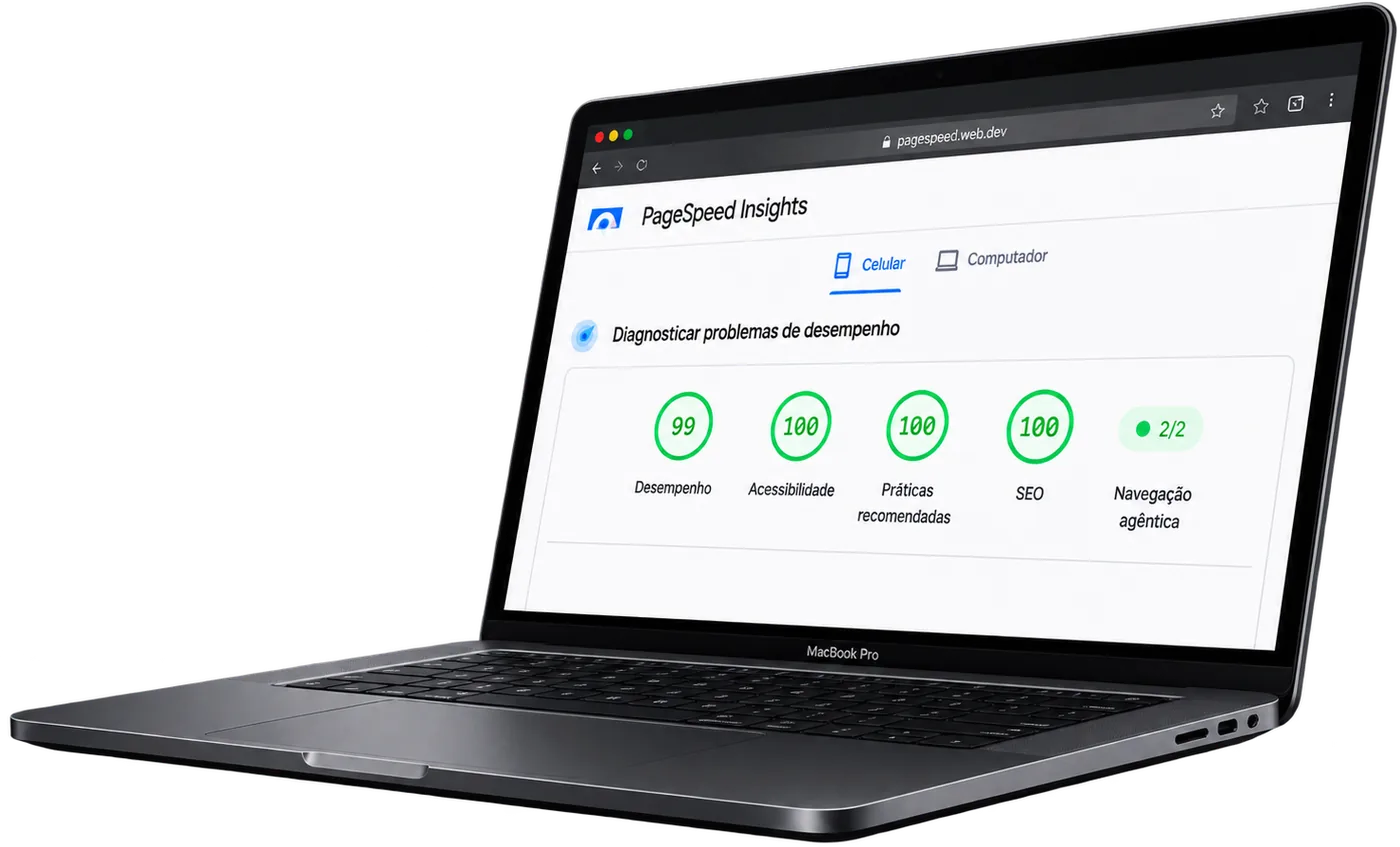 pagespeed.web.dev
PageSpeed Insights
Celular
Computador
Diagnosticar problemas de desempenho
99
100
100
100
2/2
Desempenho
Acessibilidade
Práticas
recomendadas
SEO
Navegação
agêntica
MacBook Pro